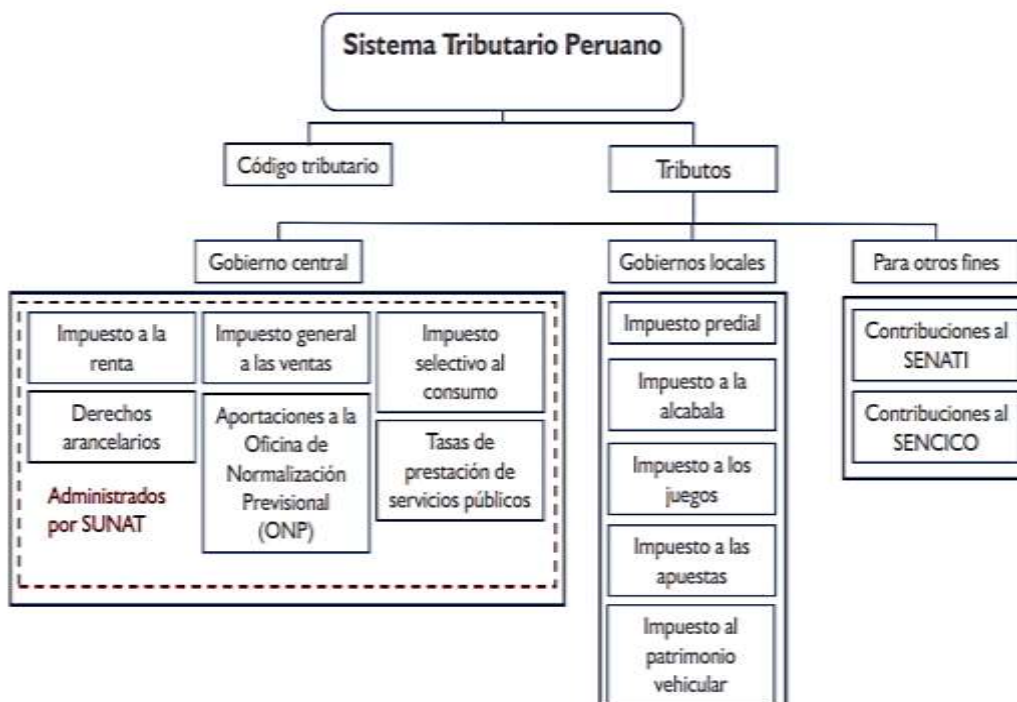 Sistema Tributario Peruano
Código tributario
Tributos
Gobierno central
Gobiernos locales
Para otros fines
Impuesto a la
renta
Impuesto general
a las ventas
Impuesto
selectivo al
consumo
Derechos
arancelarios
Aportaciones a la
Oficina de
Normalización
Previsional
(ONP)
Tasas de
prestación de
servicios públicos
Administrados
por SUNAT
Impuesto predial
Impuesto a la
alcabala
Impuesto a los
juegos
Impuesto a las
apuestas
Impuesto al
patrimonio
vehicular
Contribuciones al
SENATI
Contribuciones al
SENCICO